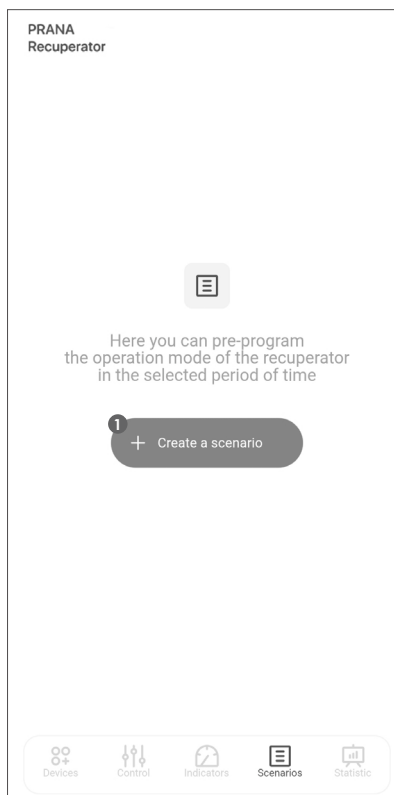 PRANA
Recuperator
Here you can pre-program
the operation mode of the recuperator
in the selected period of time
1
+ Create a scenario
Devices
Control
Indicators
Scenarios
Statistic